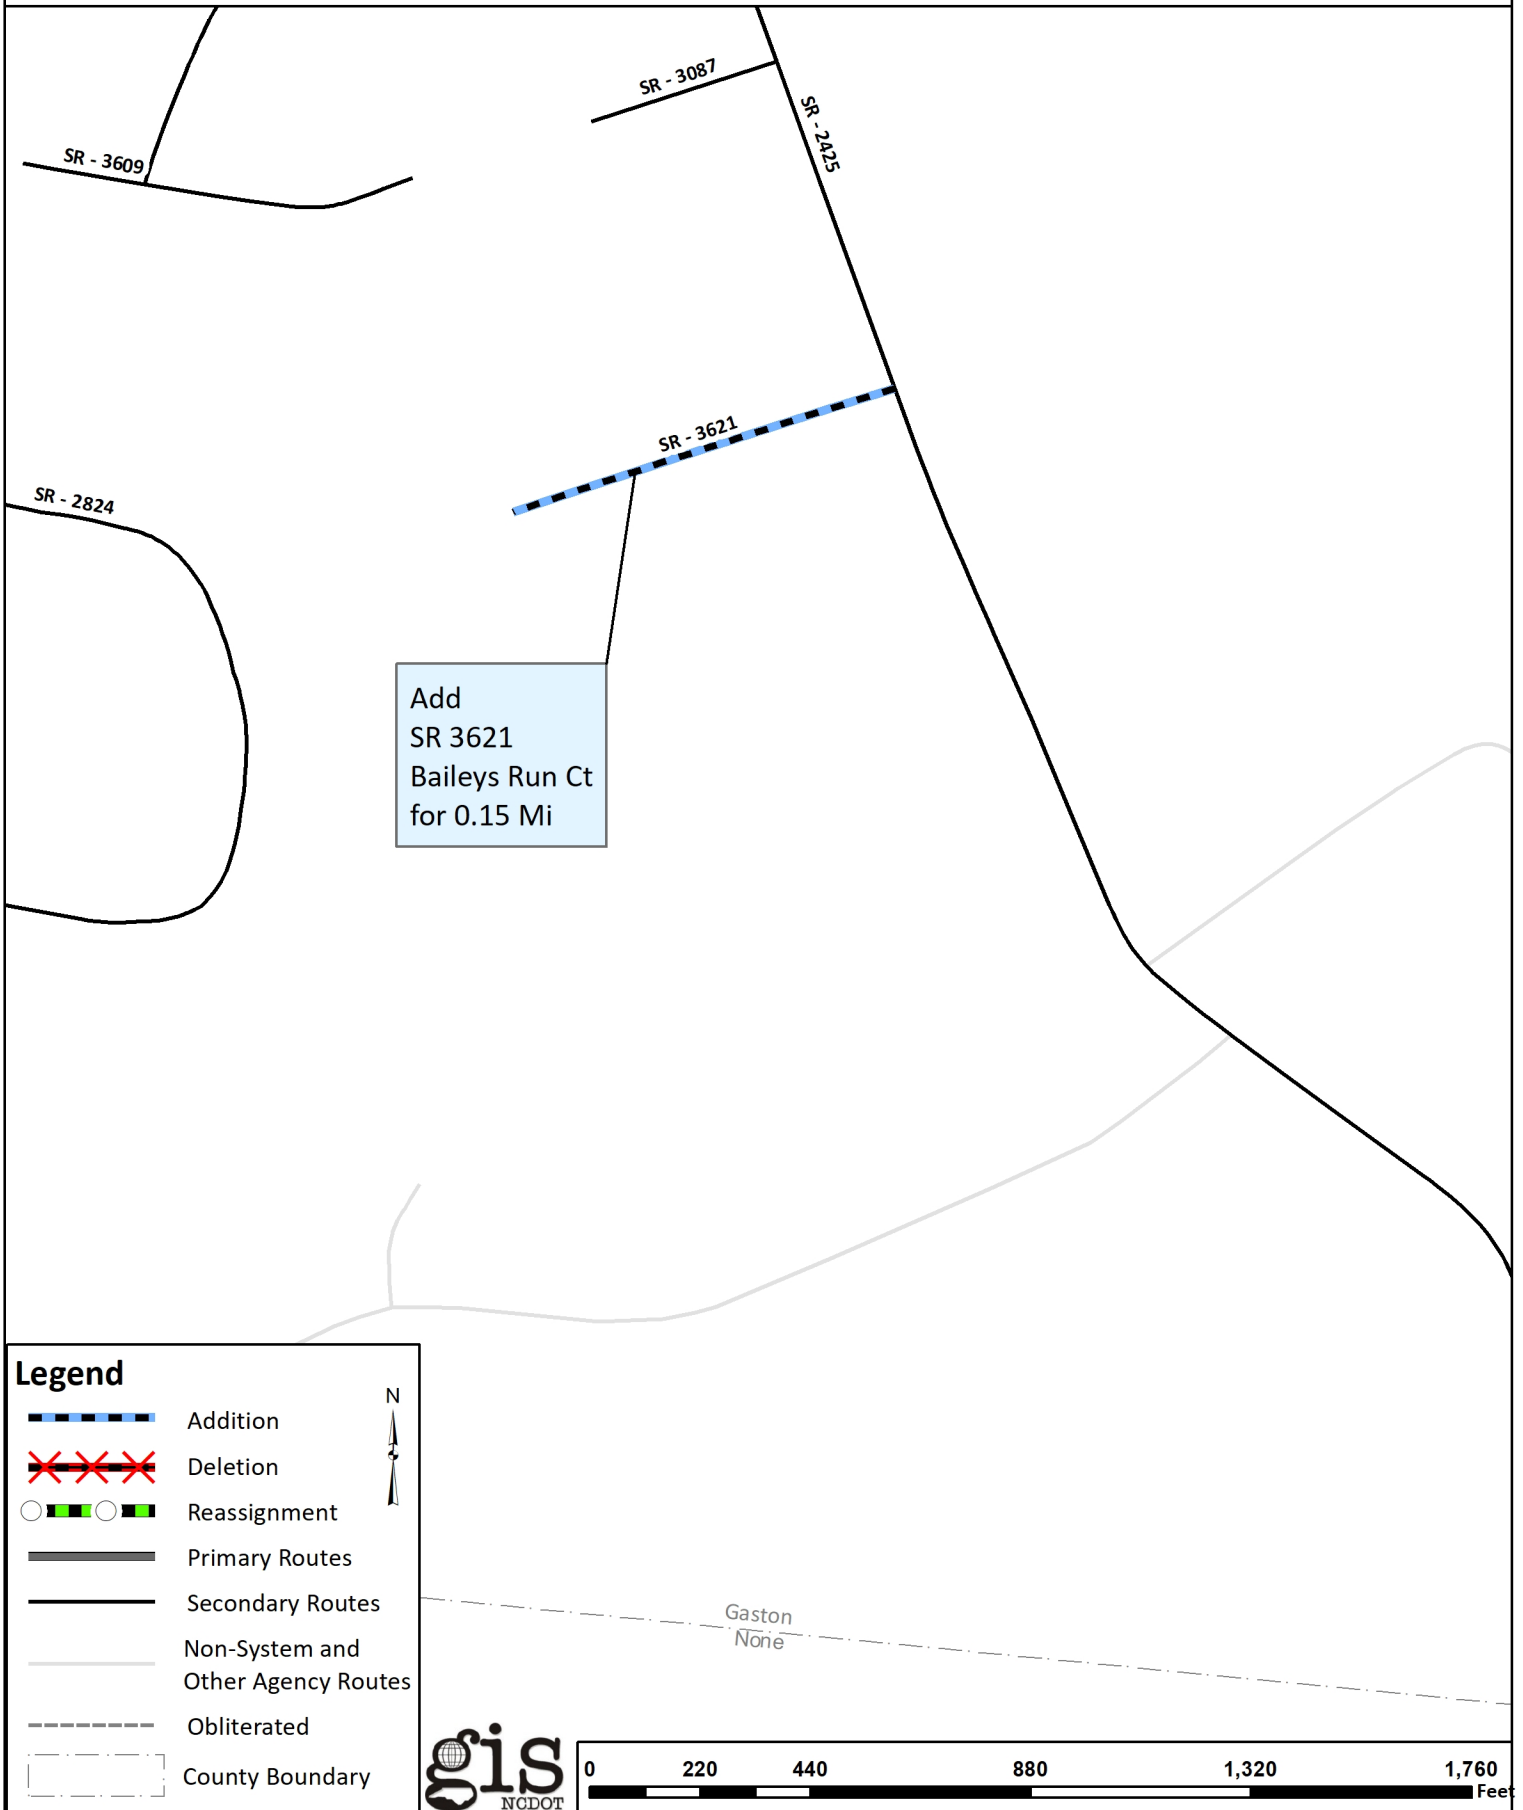 SR - 3087
SR - 2425
SR - 3609
SR - 3621
SR - 2824
Add
SR 3621
Baileys Run Ct
for 0.15 Mi
Legend
N
Addition
Deletion
Reassignment
Primary Routes
Secondary Routes
Non-System and
Other Agency Routes
Obliterated
County Boundary
Gaston
None
gis
NCDOT
0 220 440 880 1,320 1,760
Feet